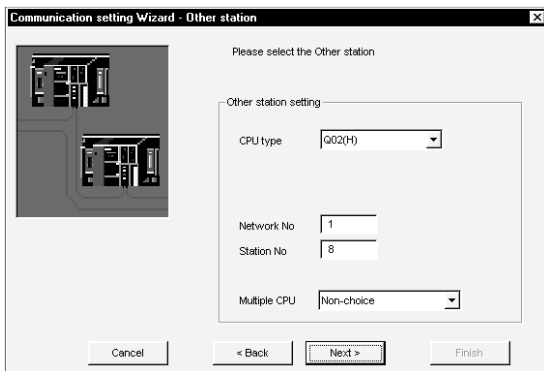 Communication setting Wizard - Other station
Please select the Other station
Other station setting
CPU type Q02(H)
Network No 1
Station No 8
Multiple CPU Non-choice
Cancel < Back Next > Finish